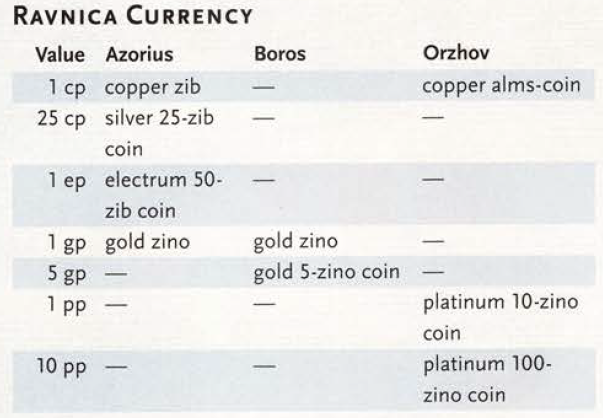 RAVNICA CURRENCY
Value Azorius Boros Orzhov
1 cp copper zib — copper alms-coin
25 cp silver 25-zib — —
coin
1 ep electrum 50- — —
zib coin
1 gp gold zino gold zino —
5 gp — gold 5-zino coin —
1 pp — — platinum 10-zino
coin
10 pp — — platinum 100-
zino coin